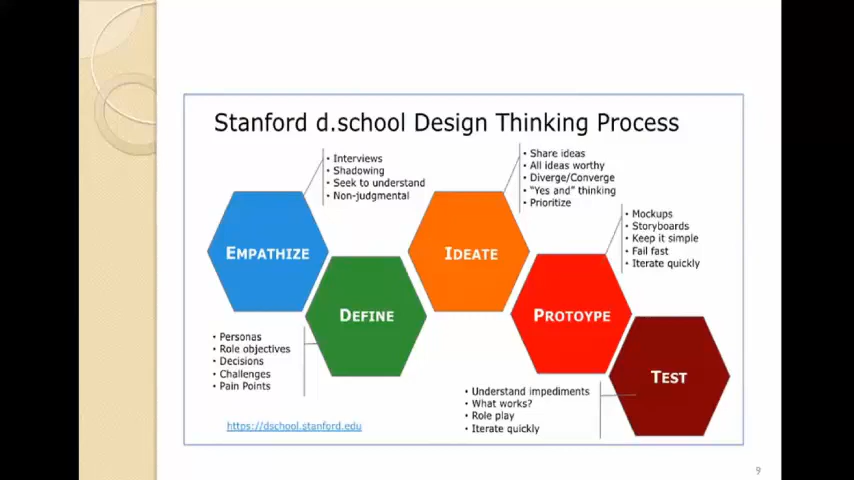 Stanford d.school Design Thinking Process
• Interviews
• Shadowing
• Seek to understand
• Non-judgmental
• Share ideas
• All ideas worthy
• Diverge/Converge
• “Yes and” thinking
• Prioritize
• Mockups
• Storyboards
• Keep it simple
• Fail fast
• Iterate quickly
EMPATHIZE
DEFINE
IDEATE
PROTOYPE
TEST
• Personas
• Role objectives
• Decisions
• Challenges
• Pain Points
• Understand impediments
• What works?
• Role play
• Iterate quickly
https://dschool.stanford.edu
9